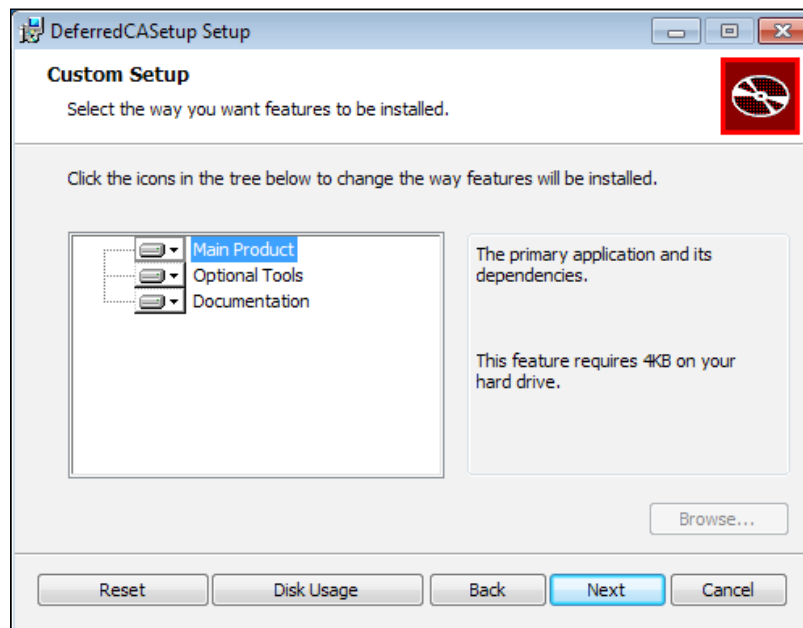 DeferredCASetup Setup
Custom Setup
Select the way you want features to be installed.
Click the icons in the tree below to change the way features will be installed.
Main Product
Optional Tools
Documentation
The primary application and its
dependencies.
This feature requires 4KB on your
hard drive.
Browse...
Reset
Disk Usage
Back
Next
Cancel